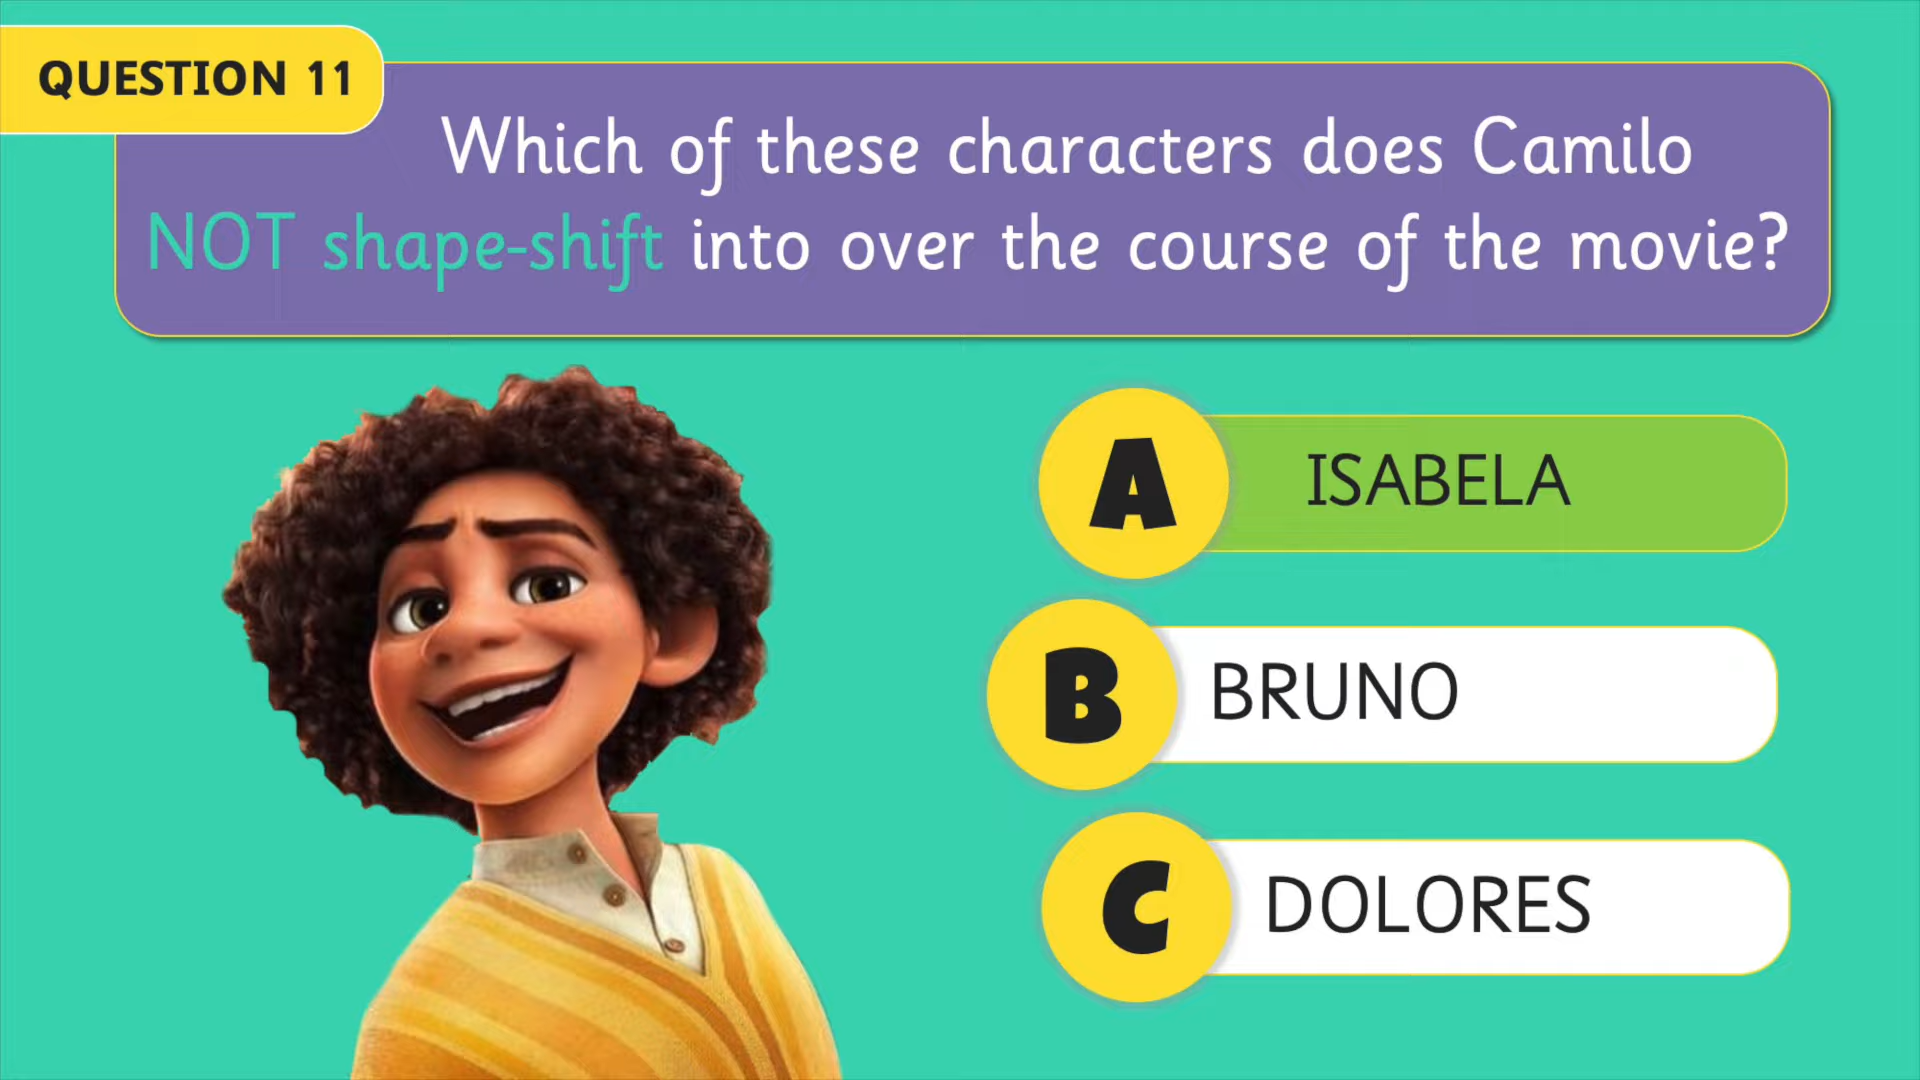 QUESTION 11
Which of these characters does Camilo
NOT shape-shift into over the course of the movie?
A ISABELA
B BRUNO
C DOLORES